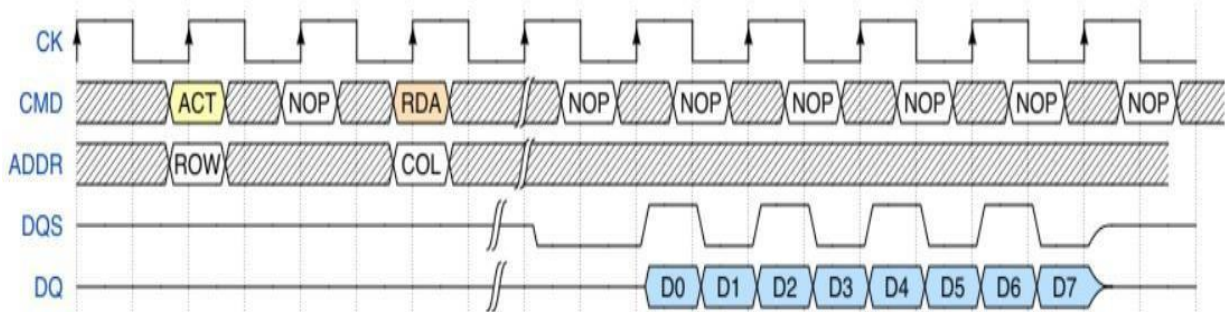 CK
CMD ACT NOP RDA NOP NOP NOP NOP NOP NOP
ADDR ROW COL
DQS
DQ D0 D1 D2 D3 D4 D5 D6 D7